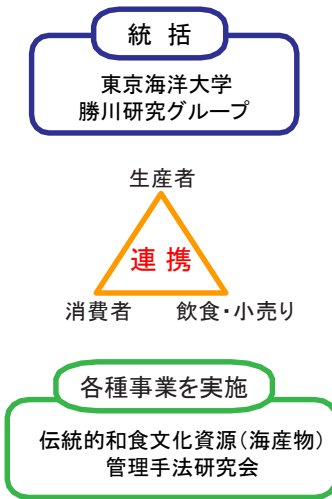 統 括
東京海洋大学
勝川研究グループ
生産者
連 携
消費者 飲食・小売り
各種事業を実施
伝統的和食文化資源（海産物）
管理手法研究会